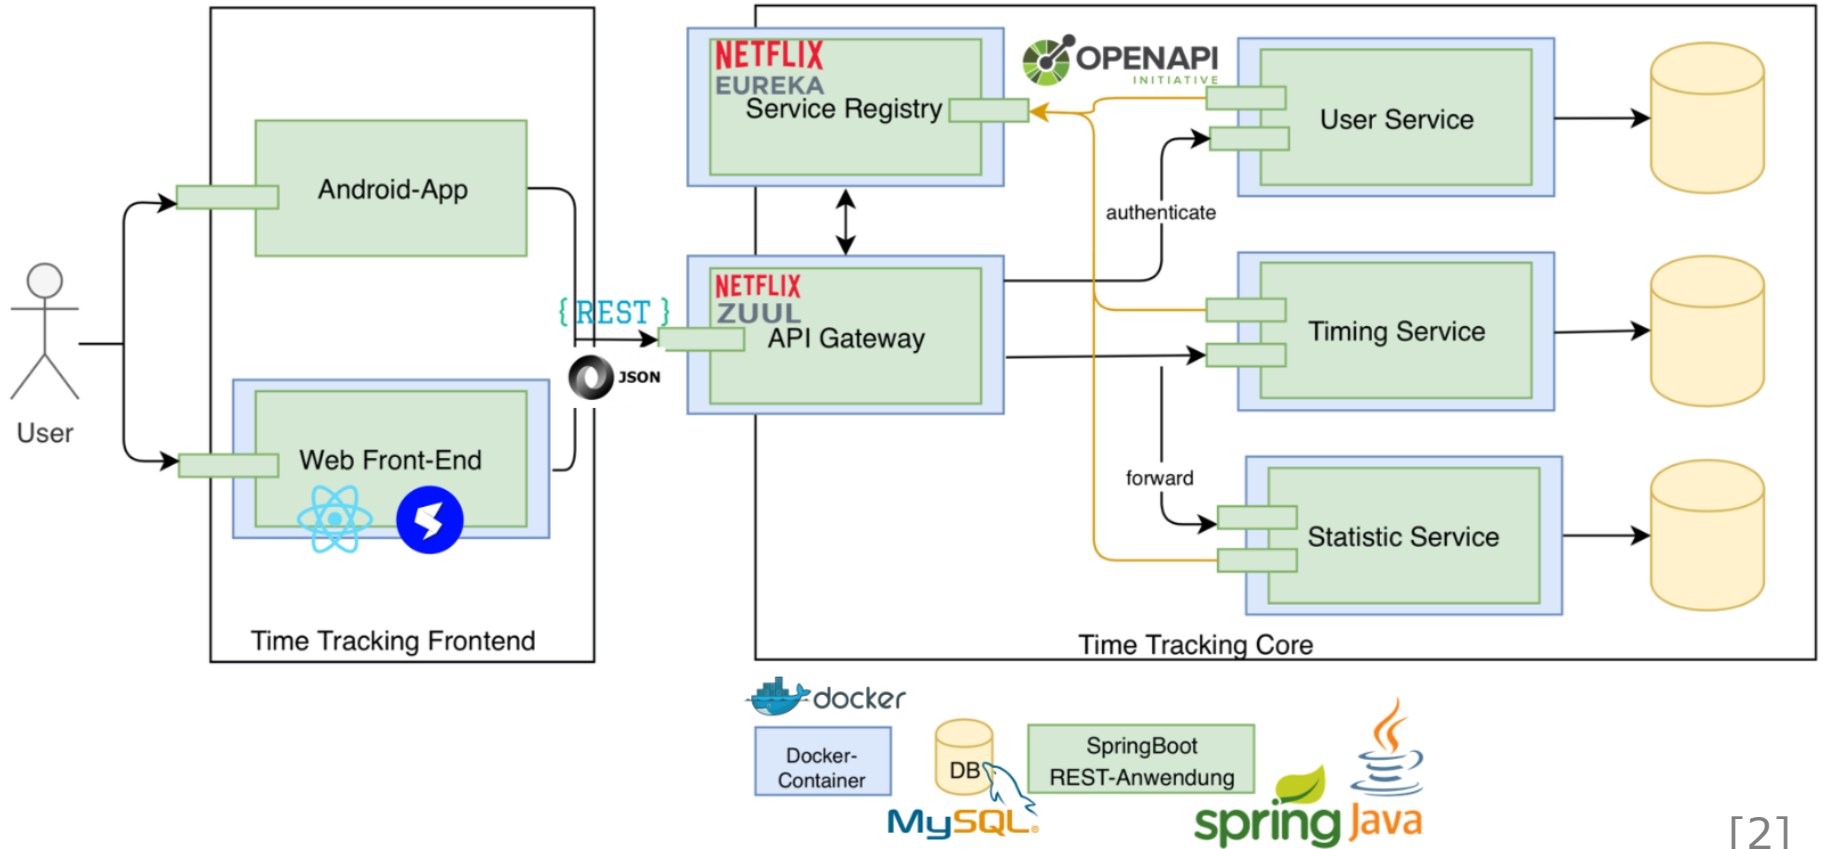 User
Android-App
Web Front-End
Time Tracking Frontend
{ REST }
JSON
NETFLIX
EUREKA
Service Registry
NETFLIX
ZUUL
API Gateway
OPENAPI
INITIATIVE
authenticate
forward
User Service
Timing Service
Statistic Service
Time Tracking Core
docker
Docker-
Container
DB
MySQL®
SpringBoot
REST-Anwendung
spring
Java
[2]